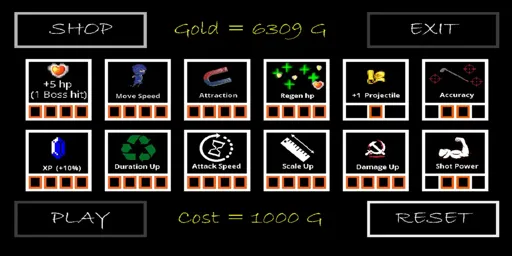 SHOP
Gold = 6309 G
EXIT
+5 hp
(1 Boss hit)
Move Speed
Attraction
Regen hp
+1 Projectile
Accuracy
XP (+10%)
Duration Up
Attack Speed
Scale Up
Damage Up
Shot Power
PLAY
Cost = 1000 G
RESET